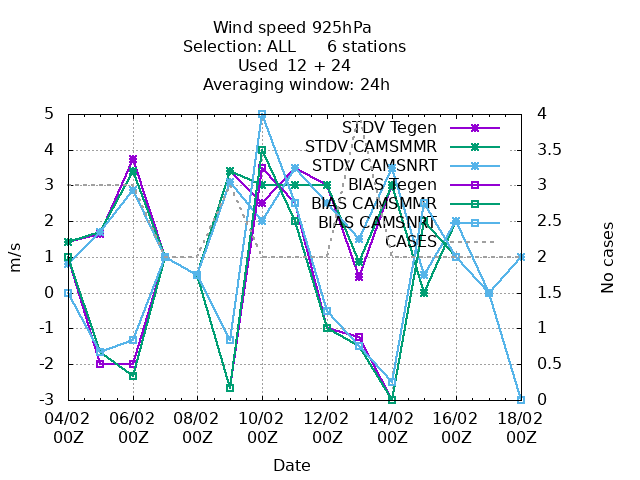 Wind speed 925hPa
Selection: ALL 6 stations
Used 12 + 24
Averaging window: 24h
STDV Tegen
STDV CAMSMMR
STDV CAMSNRT
BIAS Tegen
BIAS CAMSMMR
BIAS CAMSNRT
CASES
5
4
3
2
1
0
-1
-2
-3
m/s
4
3.5
3
2.5
2
1.5
1
0.5
0
No cases
04/02 06/02 08/02 10/02 12/02 14/02 16/02 18/02
00Z 00Z 00Z 00Z 00Z 00Z 00Z 00Z
Date